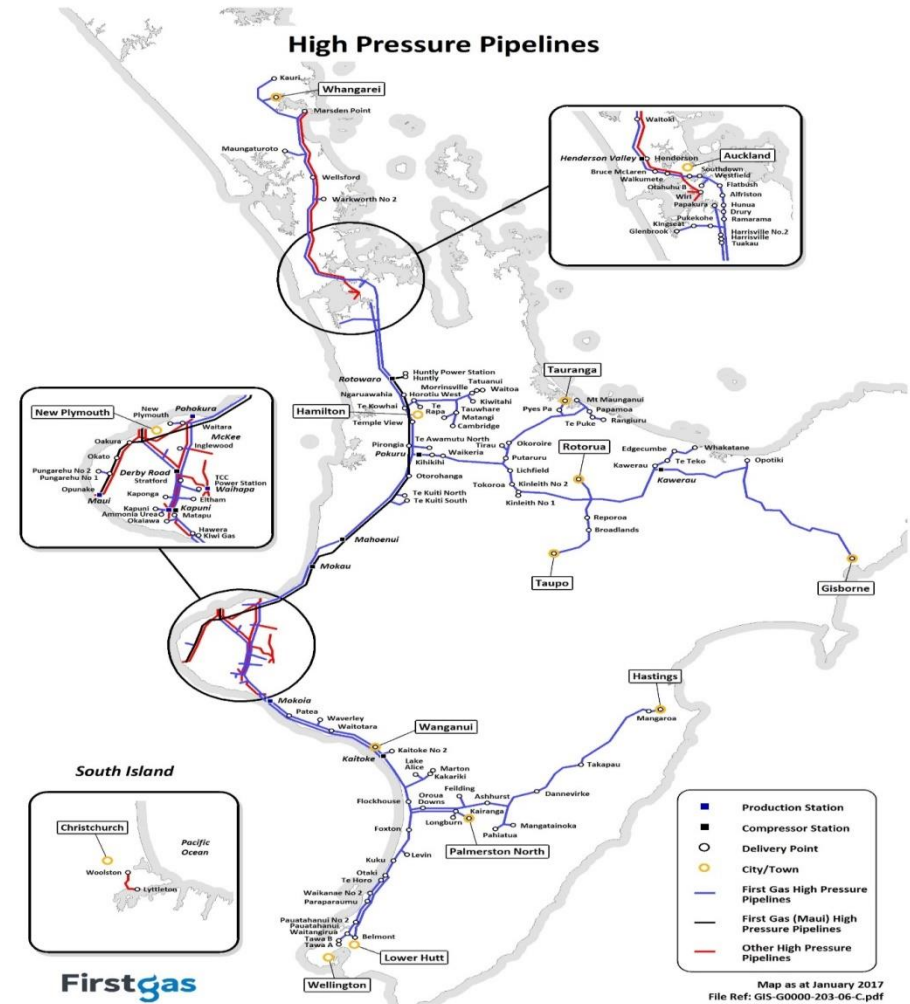 High Pressure Pipelines
Kauri
Whangarei
Marsden Point
Maungaturoto
Wellsford
Warkworth No 2
Waitoki
Henderson Valley
Henderson
Auckland
Bruce McLaren
Waikumete
Southdown
Westfield
Otahuhu B
Flatbush
Wiri
Alfriston
Papakura
Hunua
Drury
Ramarama
Pukekohe
Kingseat
Glenbrook
Harrisville No.2
Harrisville
Tuakau
Huntly Power Station
Huntly
Rotowaro
Ngaruawahia
Horotiu West
Morrinsville
Tatuanui
Waitoa
Kiwitahi
Te Kowhai
Te Rapa
Tauwhare
Matangi
Cambridge
Hamilton
Temple View
Tauranga
Mt Maunganui
Papamoa
Pyes Pa
Te Puke
Rangiuru
Te Awamutu North
Pirongia
Pokuru
Kihikihi
Waikeria
Tirau
Okoroire
Putaruru
Lichfield
Tokoroa
Kinleith No 2
Kinleith No 1
Rotorua
Reporoa
Broadlands
Taupo
Edgecumbe
Whakatane
Te Teko
Kawerau
Kawerau
Opotiki
Gisborne
Otorohanga
Te Kuiti North
Te Kuiti South
Mahoenui
Mokau
New Plymouth
New
Plymouth
Pohokura
Waitara
McKee
Oakura
Inglewood
Okato
Derby Road
Stratford
TCC
Power Station
Waihapa
Pungarehu No 2
Pungarehu No 1
Opunake
Maui
Kaponga
Eltham
Kapuni
Kapuni
Ammonia Urea
Matapu
Okaiawa
Hawera
Kiwi Gas
Mokoia
Patea
Waverley
Waitotara
Wanganui
Kaitoke No 2
Kaitoke
Lake
Alice
Marton
Kakariki
Feilding
Flockhouse
Oroua
Downs
Ashhurst
Kairanga
Longburn
Pahiatua
Mangatainoka
Dannevirke
Takapau
Mangaroa
Hastings
Palmerston North
Foxton
Levin
Kuku
Otaki
Te Horo
Waikanae No 2
Paraparaumu
Pauatahanui No 2
Pauatahanui
Waitangirua
Belmont
Tawa B
Tawa A
Lower Hutt
Wellington
South Island
Christchurch
Pacific
Ocean
Woolston
Lyttleton
Firstgas
Production Station
Compressor Station
Delivery Point
City/Town
First Gas High Pressure
Pipelines
First Gas (Maui) High
Pressure Pipelines
Other High Pressure
Pipelines
Map as at January 2017
File Ref: GIS-G0000-203-06-C.pdf